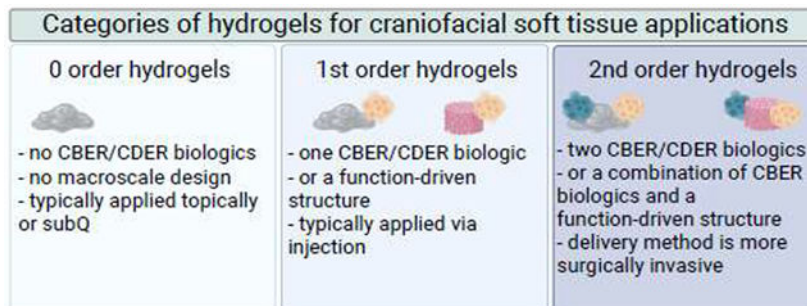 Categories of hydrogels for craniofacial soft tissue applications
0 order hydrogels
- no CBER/CDER biologics
- no macroscale design
- typically applied topically
or subQ
1st order hydrogels
- one CBER/CDER biologic
- or a function-driven
structure
- typically applied via
injection
2nd order hydrogels
- two CBER/CDER biologics
- or a combination of CBER
biologics and a
function-driven structure
- delivery method is more
surgically invasive